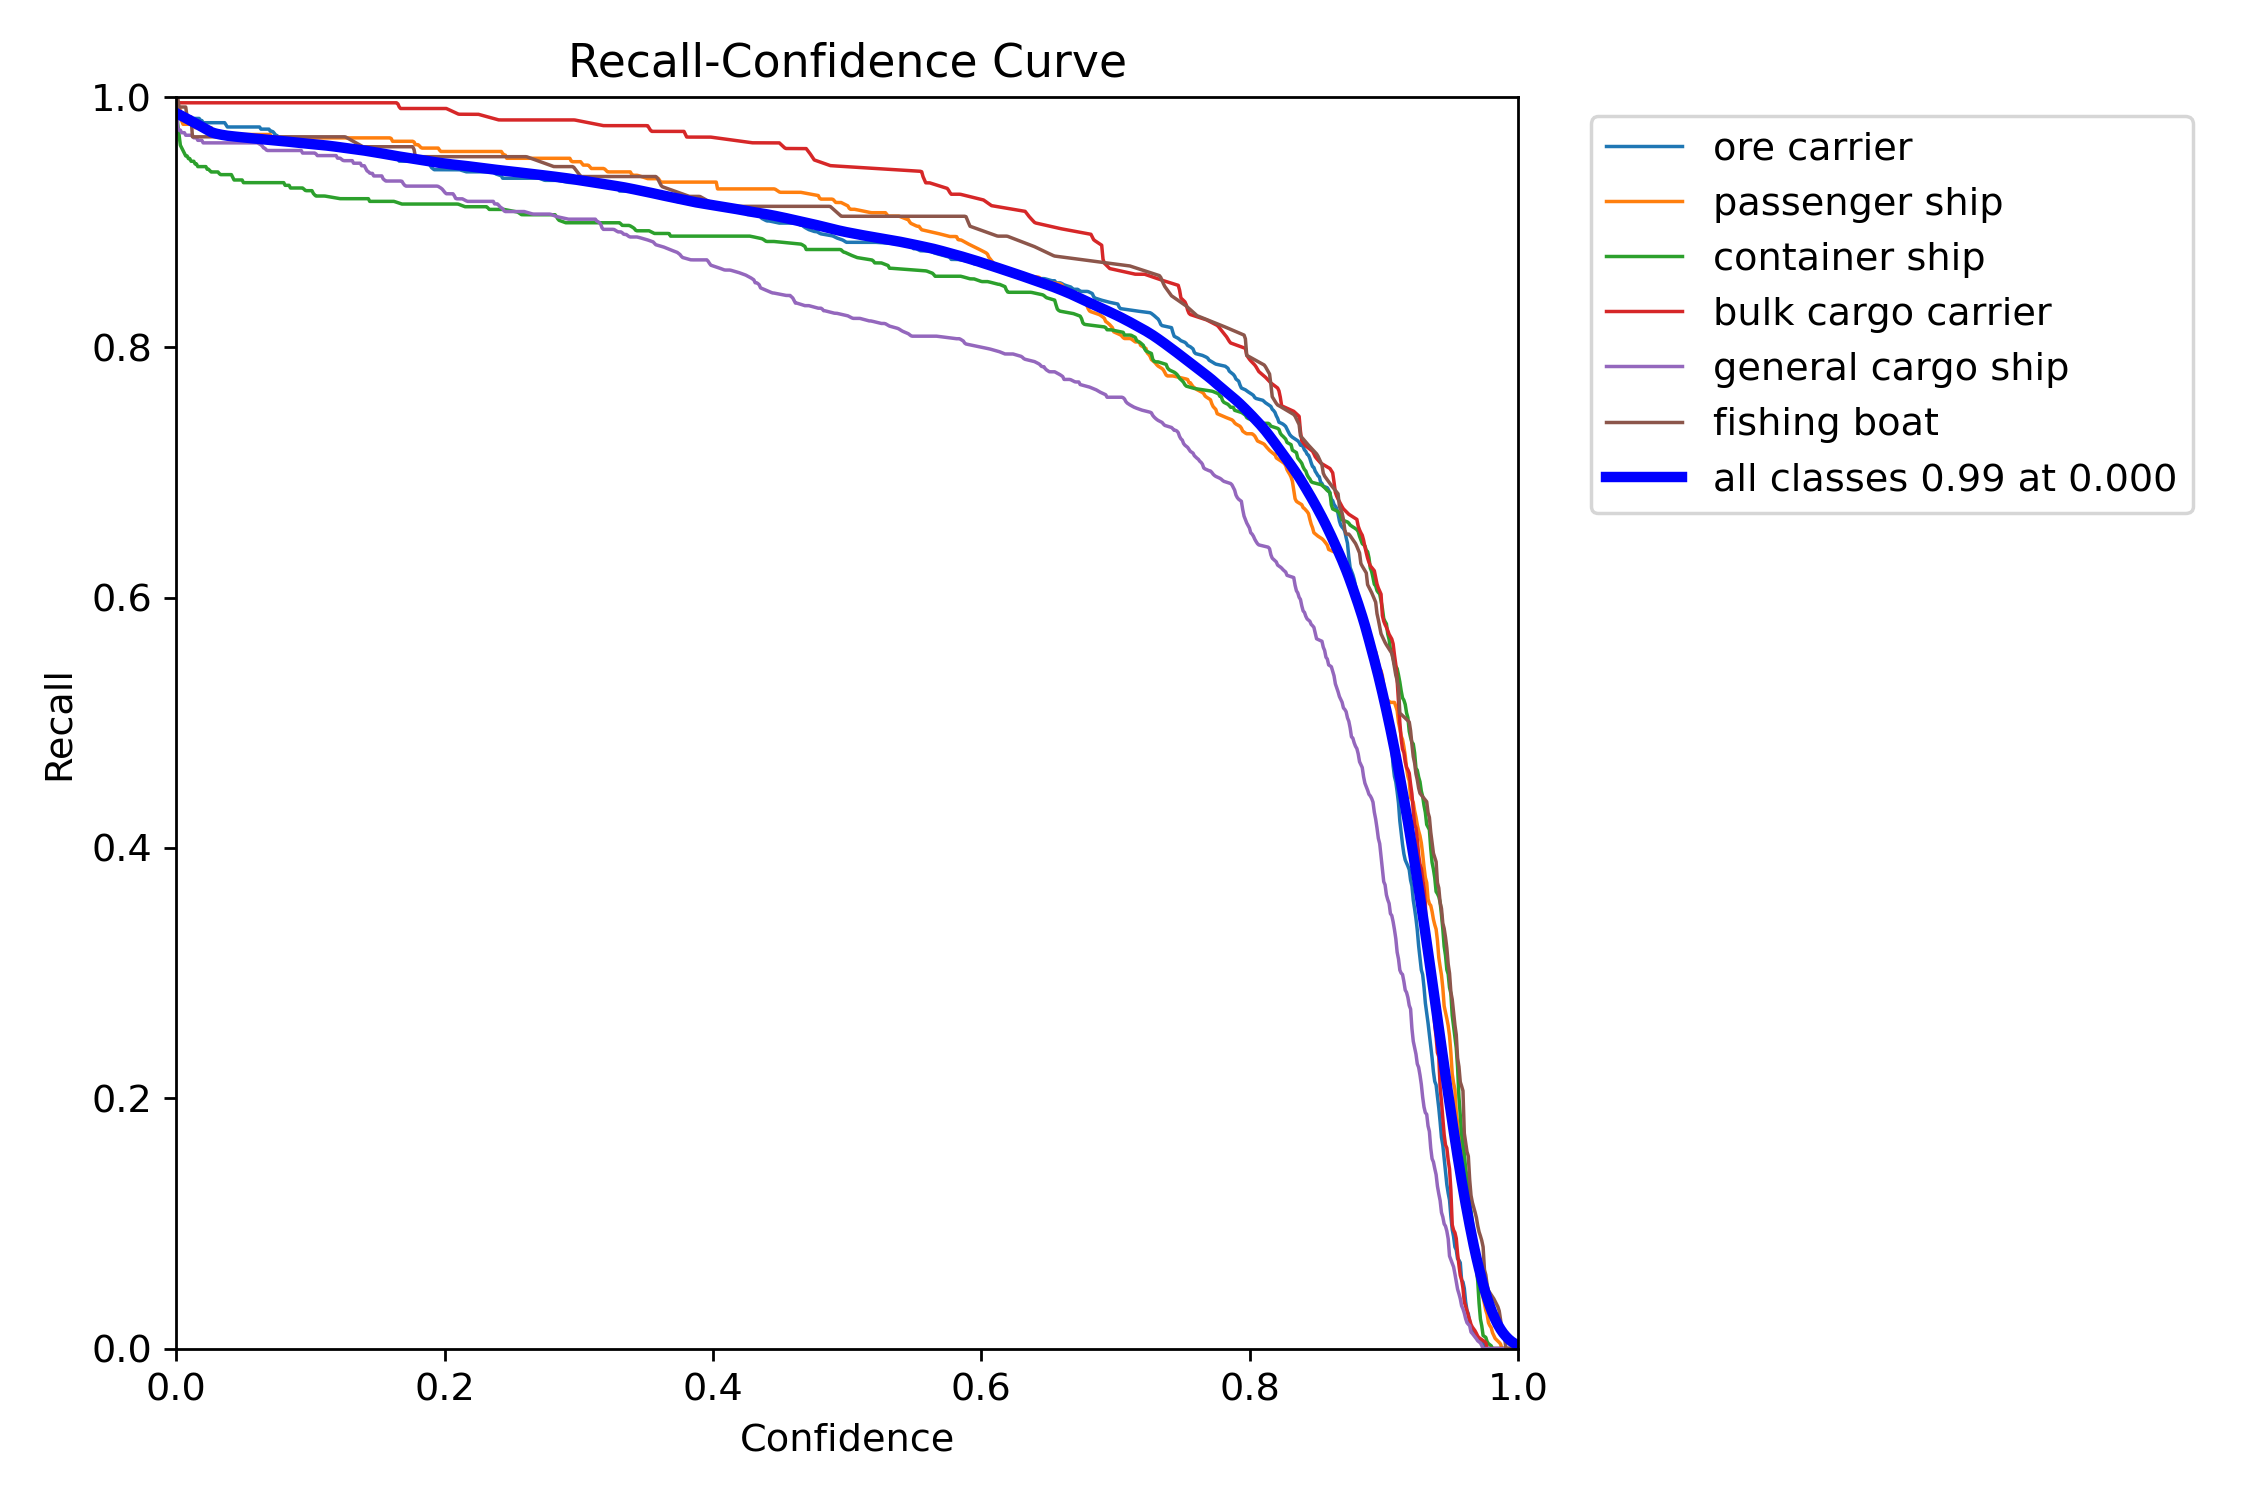 Recall-Confidence Curve
1.0
0.8
0.6
0.4
0.2
0.0
Recall
0.0 0.2 0.4 0.6 0.8 1.0
Confidence
ore carrier
passenger ship
container ship
bulk cargo carrier
general cargo ship
fishing boat
all classes 0.99 at 0.000